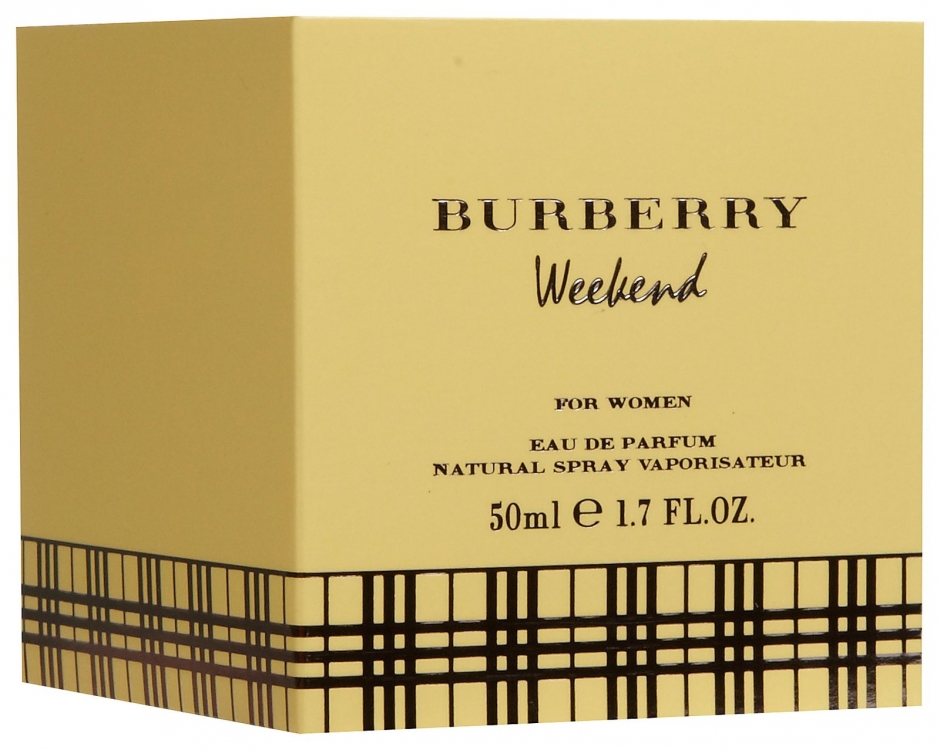 BURBERRY
Weekend
FOR WOMEN
EAU DE PARFUM
NATURAL SPRAY VAPORISATEUR
50ml ℮ 1.7 FL.OZ.